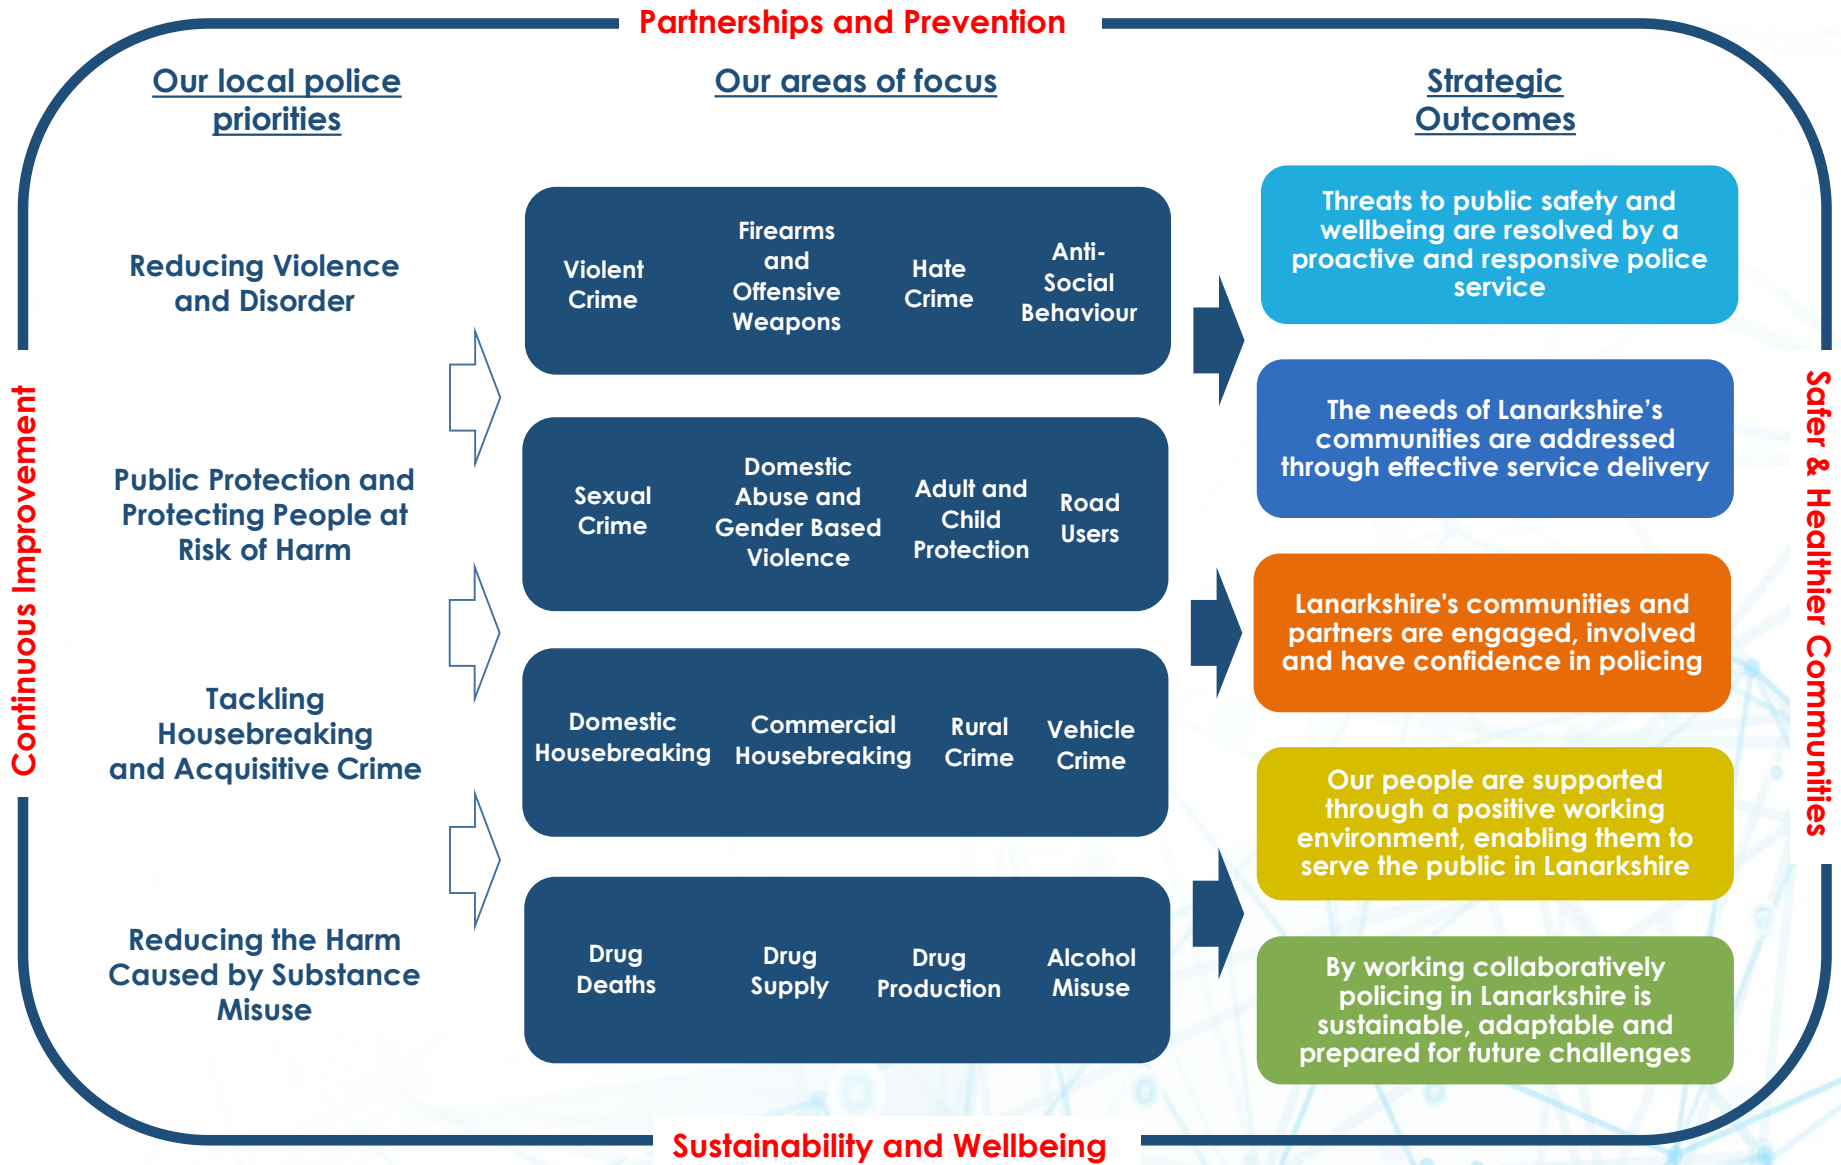 Partnerships and Prevention
Our local police
priorities
Our areas of focus
Strategic
Outcomes
Reducing Violence
and Disorder
Violent
Crime
Firearms
and
Offensive
Weapons
Hate
Crime
Anti-
Social
Behaviour
Threats to public safety and
wellbeing are resolved by a
proactive and responsive police
service
The needs of Lanarkshire’s
communities are addressed
through effective service delivery
Public Protection and
Protecting People at
Risk of Harm
Sexual
Crime
Domestic
Abuse and
Gender Based
Violence
Adult and
Child
Protection
Road
Users
Lanarkshire's communities and
partners are engaged, involved
and have confidence in policing
Tackling
Housebreaking
and Acquisitive Crime
Domestic
Housebreaking
Commercial
Housebreaking
Rural
Crime
Vehicle
Crime
Our people are supported
through a positive working
environment, enabling them to
serve the public in Lanarkshire
Reducing the Harm
Caused by Substance
Misuse
Drug
Deaths
Drug
Supply
Drug
Production
Alcohol
Misuse
By working collaboratively
policing in Lanarkshire is
sustainable, adaptable and
prepared for future challenges
Continuous Improvement
Safer & Healthier Communities
Sustainability and Wellbeing